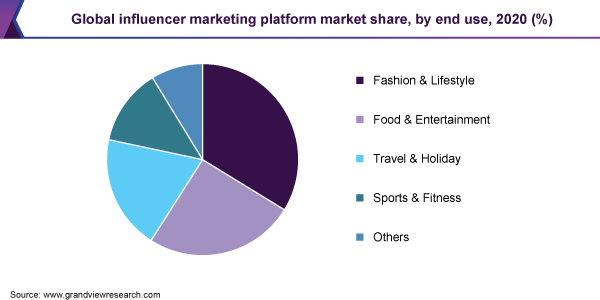 Global influencer marketing platform market share, by end use, 2020 (%)
Fashion & Lifestyle
Food & Entertainment
Travel & Holiday
Sports & Fitness
Others
Source: www.grandviewresearch.com